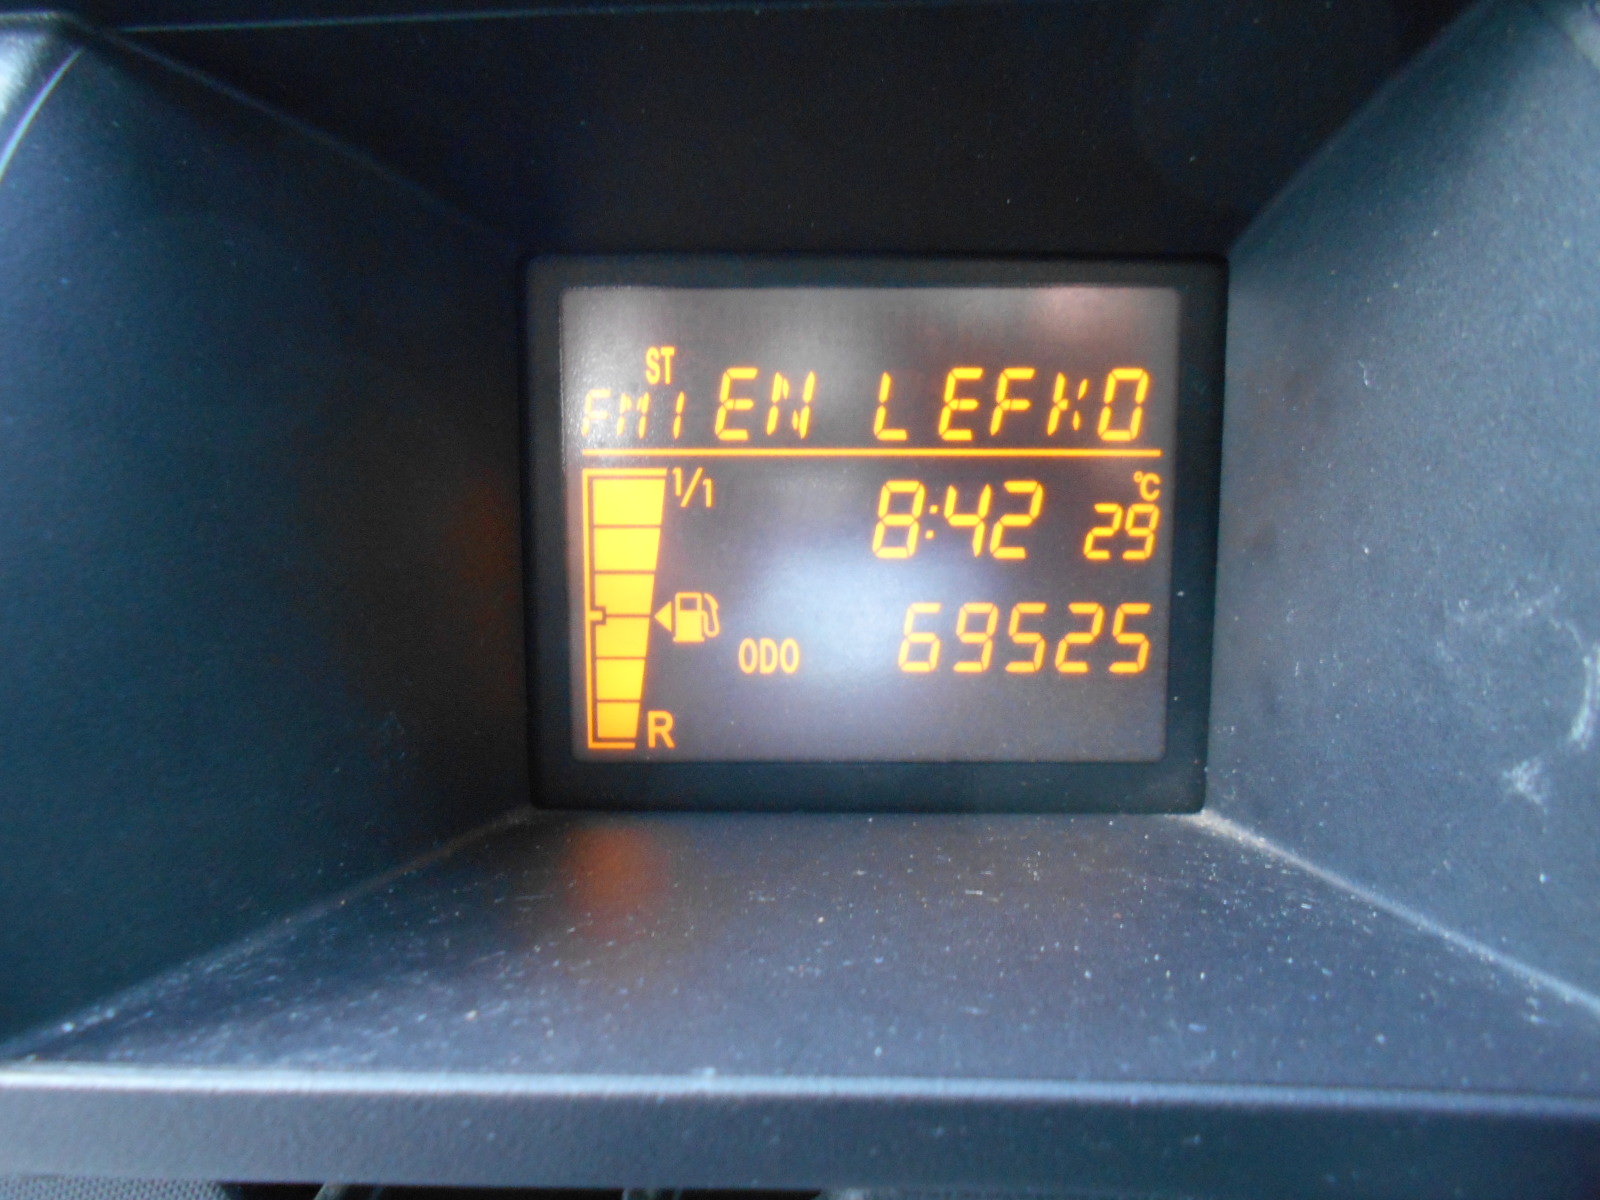 ST
FM1 EN LEFKO
1/1
8:42 29 °C
ODO 69525
R